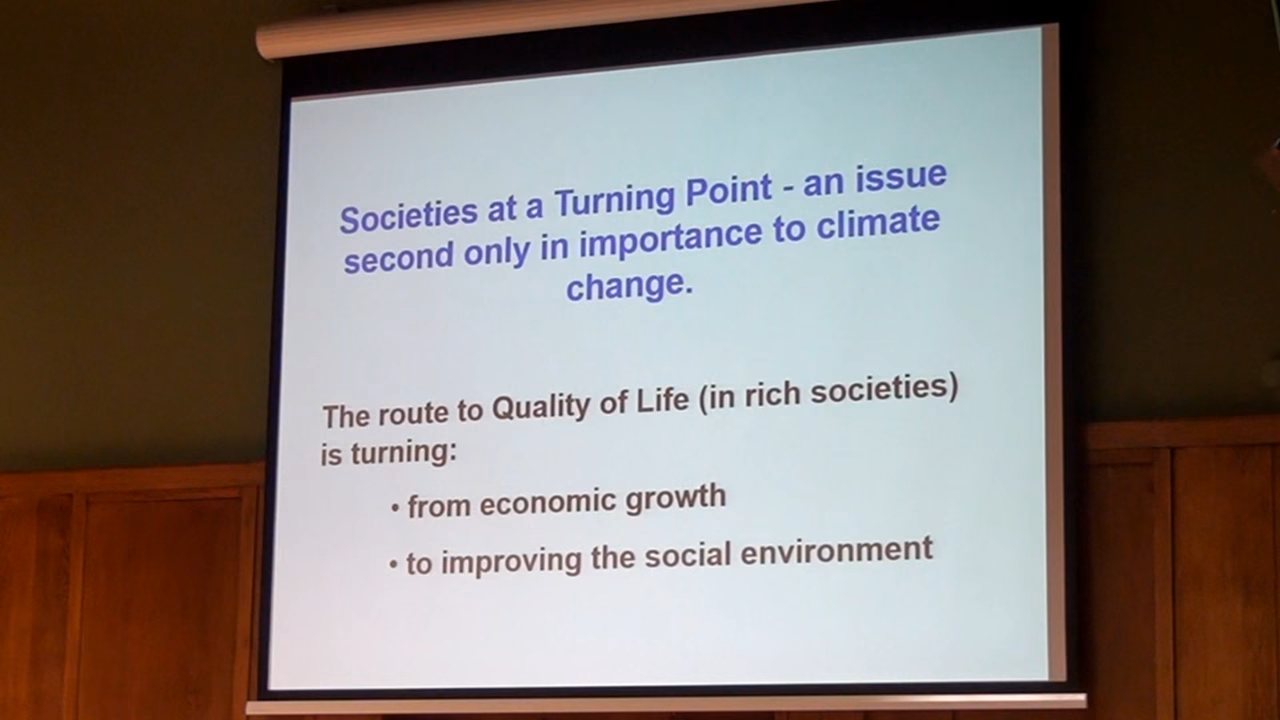 Societies at a Turning Point - an issue
second only in importance to climate
change.
The route to Quality of Life (in rich societies)
is turning:
• from economic growth
• to improving the social environment